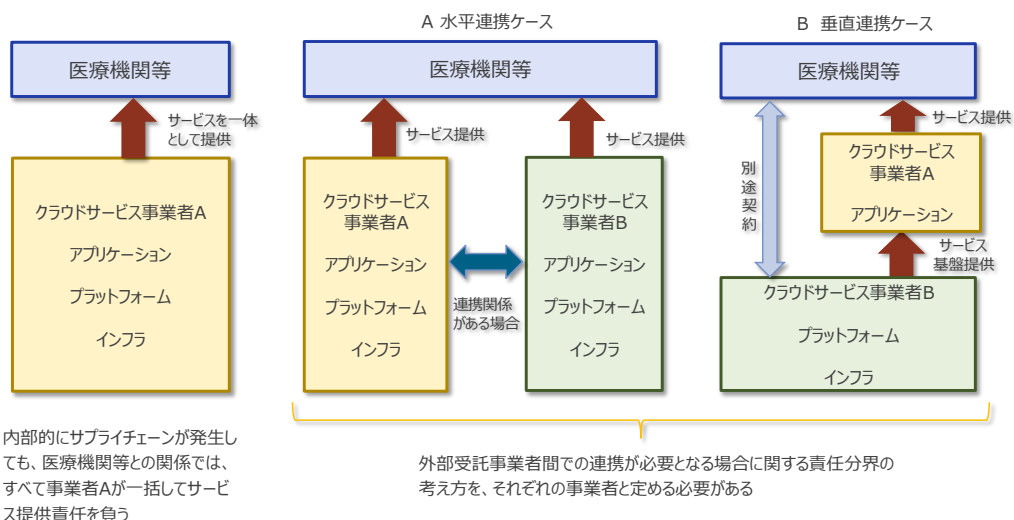 医療機関等
サービスを一体
として提供
クラウドサービス事業者A
アプリケーション
プラットフォーム
インフラ
内部的にサプライチェーンが発生し
ても、医療機関等との関係では、
すべて事業者Aが一括してサービ
ス提供責任を負う
A 水平連携ケース
医療機関等
サービス提供
サービス提供
クラウドサービス
事業者A
アプリケーション
プラットフォーム
インフラ
連携関係
がある場合
クラウドサービス
事業者B
アプリケーション
プラットフォーム
インフラ
B 垂直連携ケース
医療機関等
サービス提供
別途契約
クラウドサービス
事業者A
アプリケーション
サービス
基盤提供
クラウドサービス事業者B
プラットフォーム
インフラ
外部受託事業者間での連携が必要となる場合に関する責任分界の
考え方を、それぞれの事業者と定める必要がある